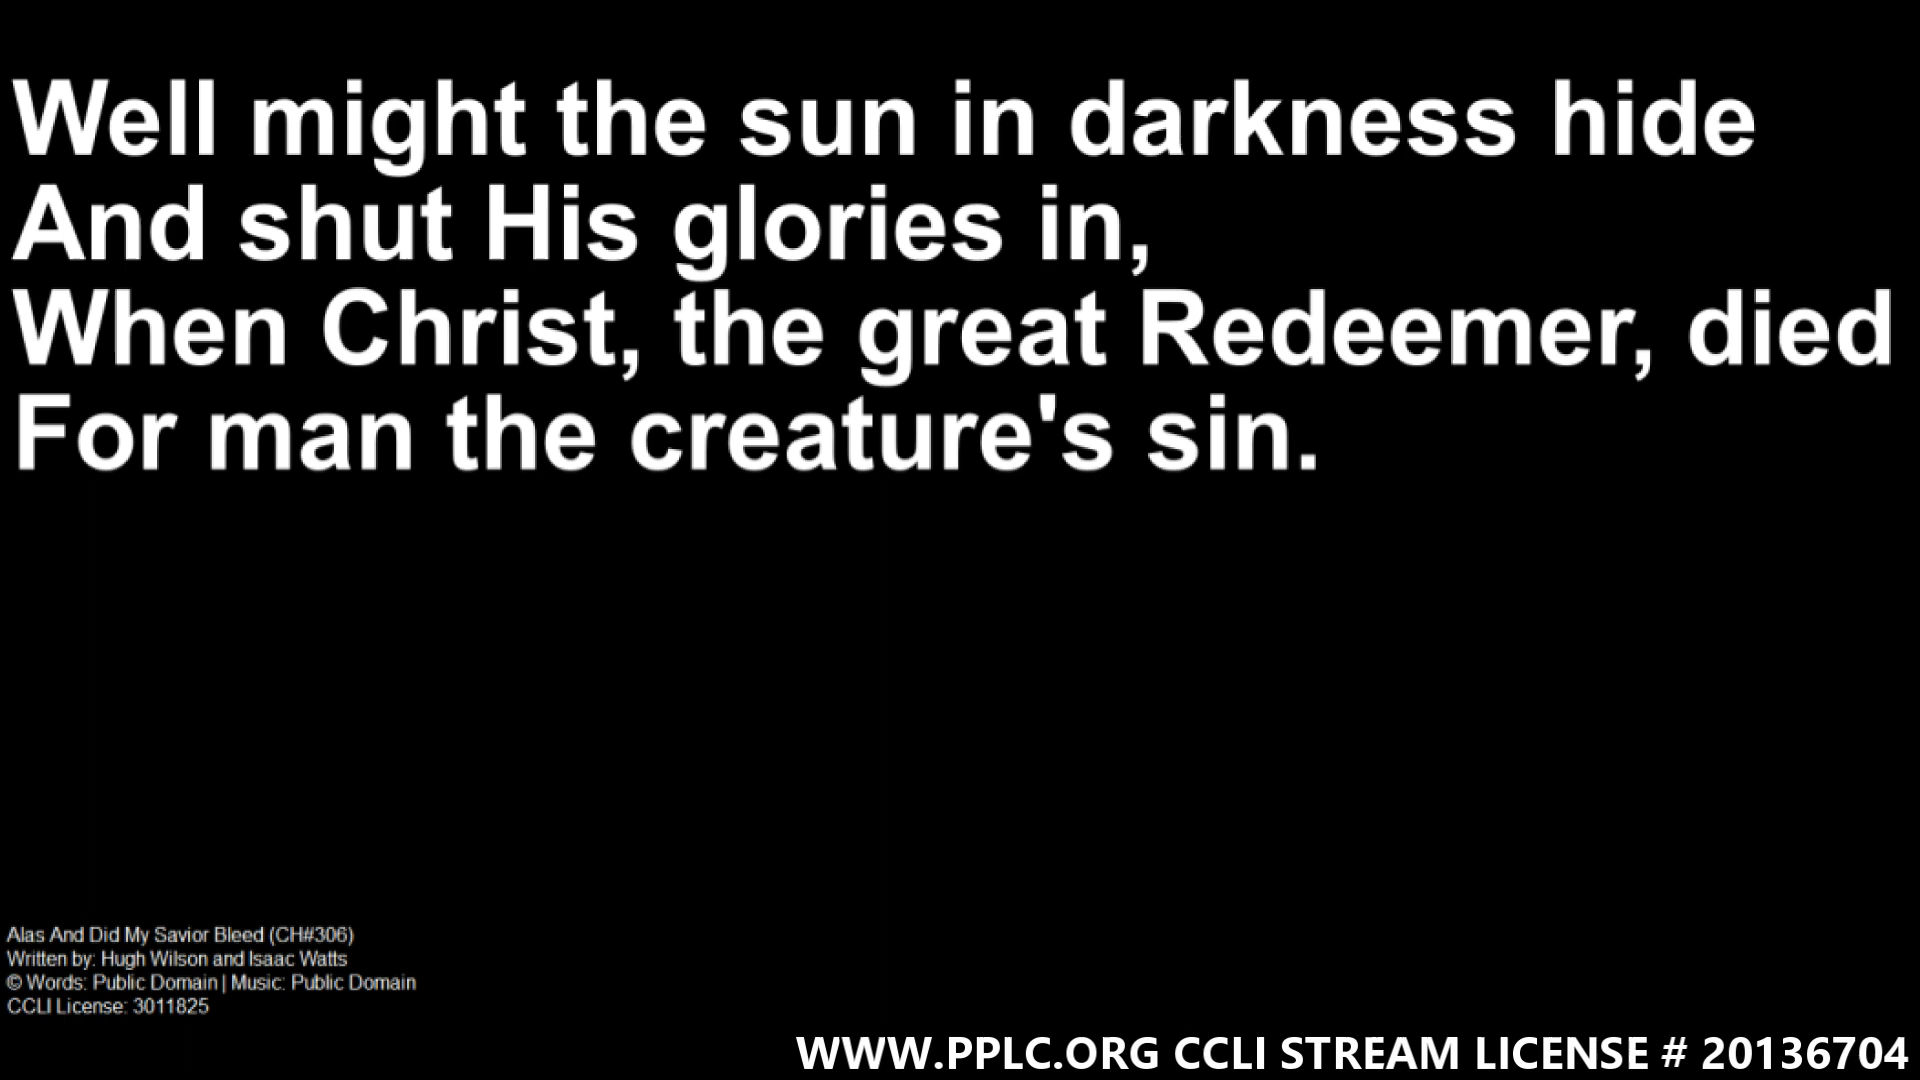 Well might the sun in darkness hide
And shut His glories in,
When Christ, the great Redeemer, died
For man the creature's sin.
Alas And Did My Savior Bleed (CH#306)
Written by: Hugh Wilson and Isaac Watts
© Words: Public Domain | Music: Public Domain
CCLI License: 3011825
WWW.PPLC.ORG CCLI STREAM LICENSE # 20136704